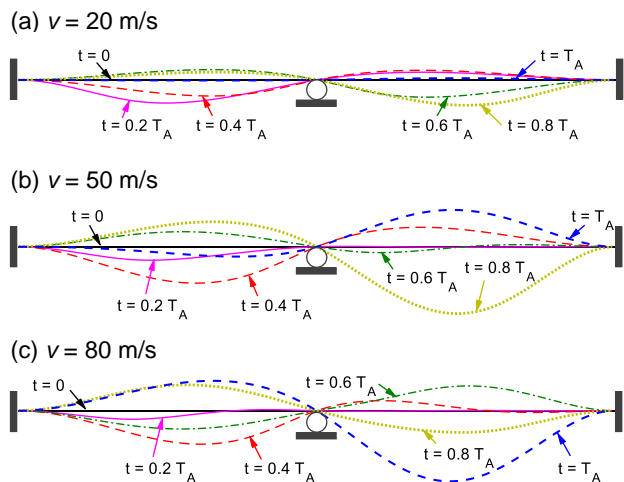 (a) v = 20 m/s
t = 0
t = T_A
t = 0.2 T_A
t = 0.4 T_A
t = 0.6 T_A
t = 0.8 T_A
(b) v = 50 m/s
t = 0
t = T_A
t = 0.2 T_A
t = 0.4 T_A
t = 0.6 T_A
t = 0.8 T_A
(c) v = 80 m/s
t = 0
t = 0.6 T_A
t = 0.2 T_A
t = 0.4 T_A
t = 0.8 T_A
t = T_A